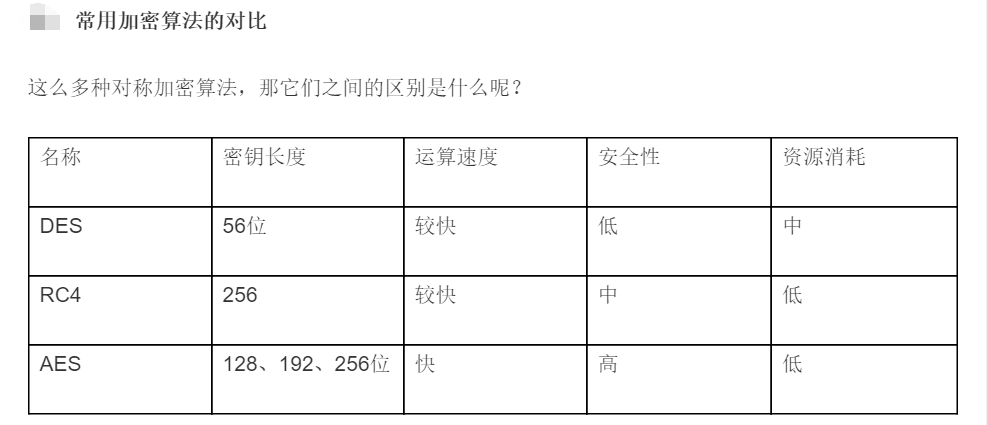 常用加密算法的对比
这么多种对称加密算法，那它们之间的区别是什么呢？
名称 密钥长度 运算速度 安全性 资源消耗
DES 56位 较快 低 中
RC4 256 较快 中 低
AES 128、192、256位 快 高 低